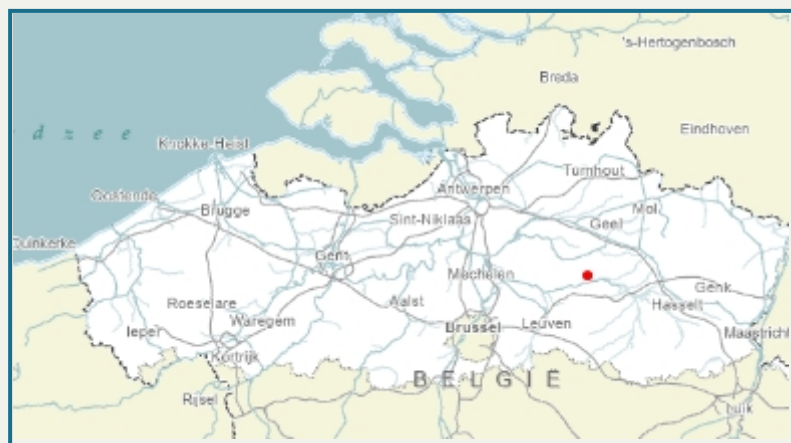 's-Hertogenbosch
Breda
dzee
Eindhoven
Knokke-Heist
Turnhout
Antwerpen
Oostende
Mol
Brugge
Sint-Niklaas
Geel
Duinkerke
Gent
Mechelen
Genk
Roeselare
Aalst
Hasselt
Ieper
Waregem
Brussel
Leuven
Maastricht
Kortrijk
BELGIË
Rijsel
Luik